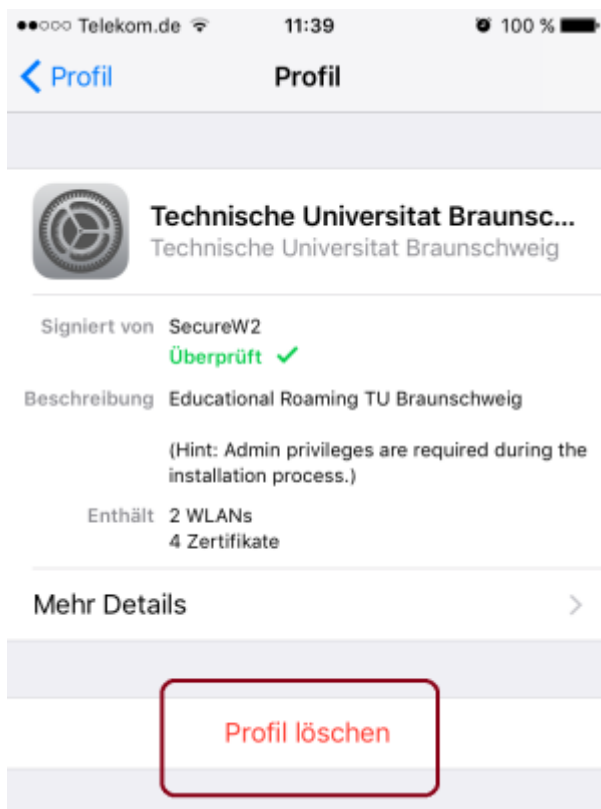 ●●○○○ Telekom.de 11:39 100 %
Profil Profil
Technische Universitat Braunsc...
Technische Universitat Braunschweig
Signiert von SecureW2
Überprüft ✓
Beschreibung Educational Roaming TU Braunschweig
(Hint: Admin privileges are required during the
installation process.)
Enthält 2 WLANs
4 Zertifikate
Mehr Details
Profil löschen